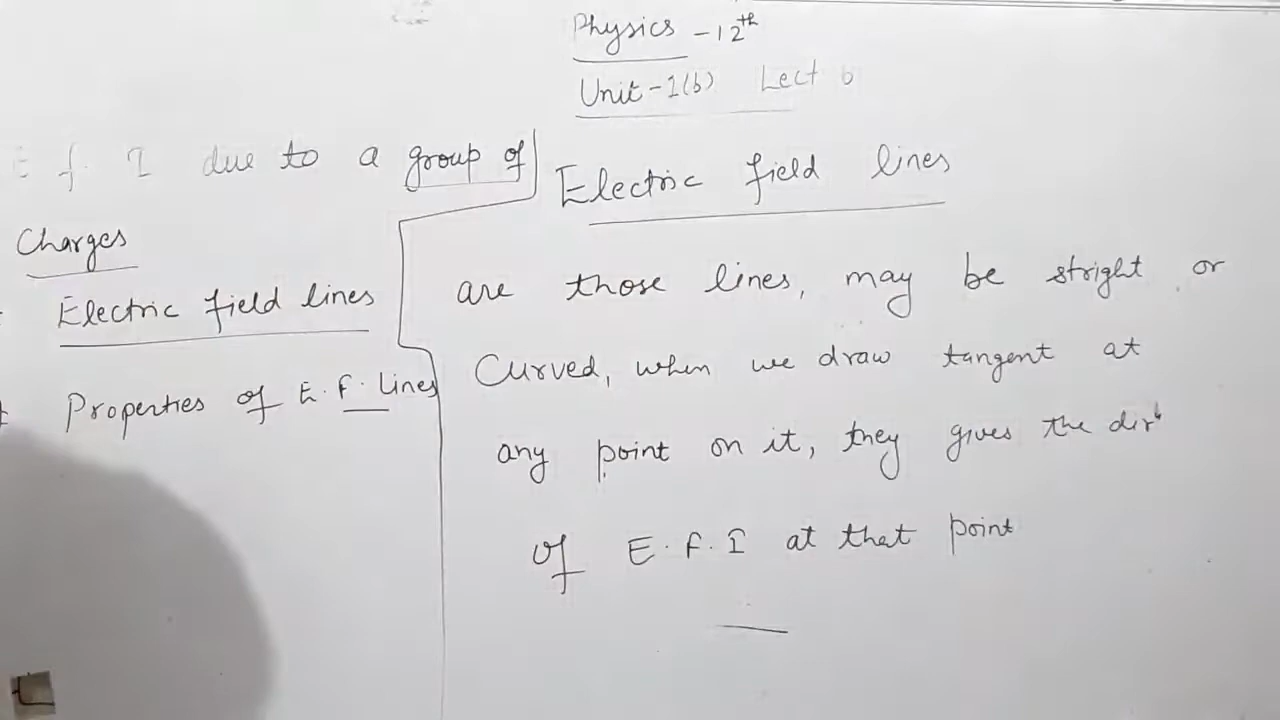 Physics - 12th
Unit - 1(b) Lect 6
E f. I due to a group of
Charges
Electric field lines
Properties of E.F. Lines
Electric field lines
are those lines, may be stright or
Curved, when we draw tangent at
any point on it, they gives the dirⁿ
of E.F.I at that point